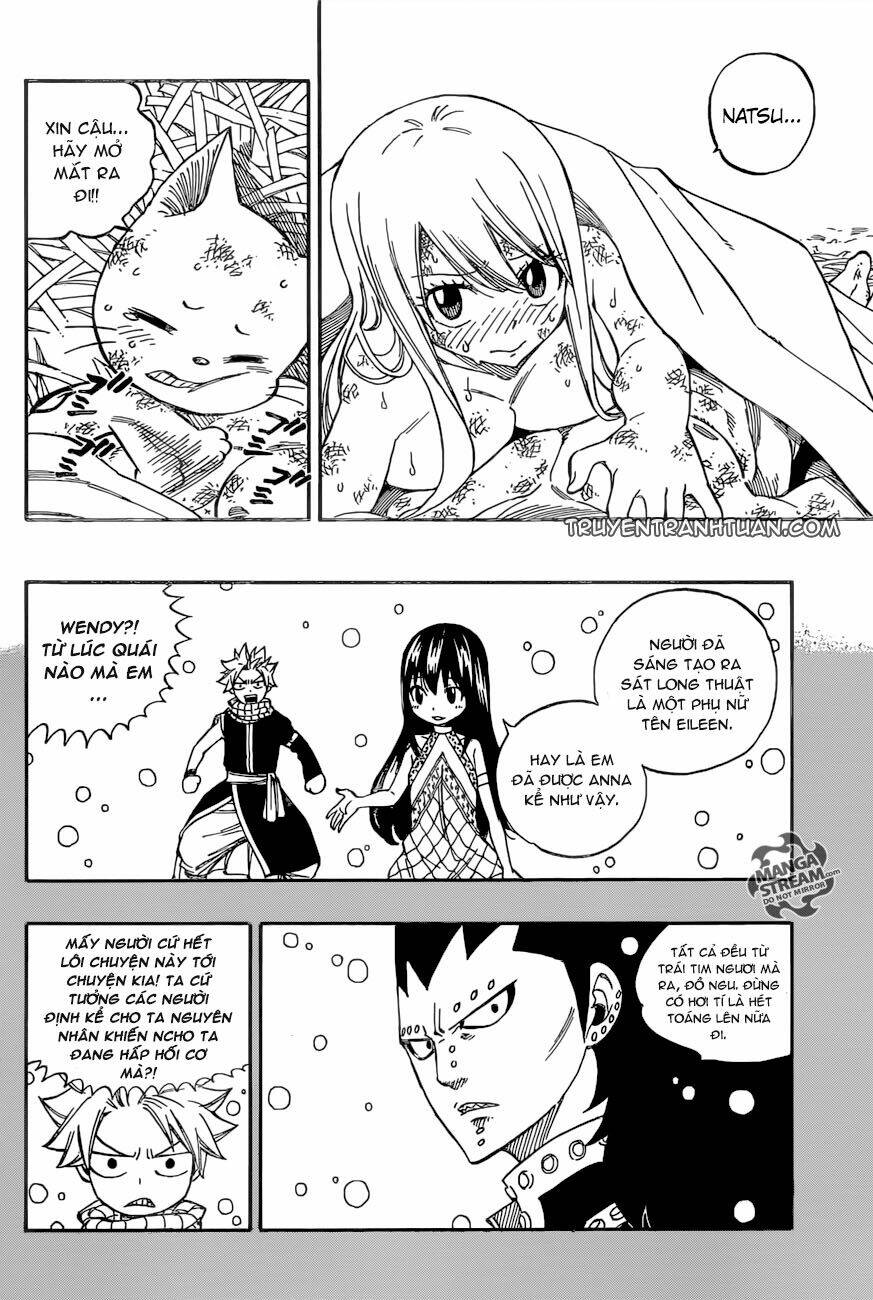 NATSU...
XIN CẬU...
HÃY MỞ
MẮT RA
ĐI!!
TRUYENTRANHTUAN.COM
NGƯỜI ĐÃ
SÁNG TẠO RA
SÁT LONG THUẬT
LÀ MỘT PHỤ NỮ
TÊN EILEEN.
HAY LÀ EM
ĐÃ ĐƯỢC ANNA
KỂ NHƯ VẬY.
WENDY?!
TỪ LÚC QUÁI
NÀO MÀ EM
...
MANGA
STREAM.com
DO NOT MIRROR
TẤT CẢ ĐỀU TỪ
TRÁI TIM NGƯƠI MÀ
RA, ĐỒ NGU. ĐỪNG
CÓ HƠI TÍ LÀ HÉT
TOÁNG LÊN NỮA
ĐI.
MẤY NGƯỜI CỨ HẾT
LÔI CHUYỆN NÀY TỚI
CHUYỆN KIA! TA CỨ
TƯỞNG CÁC NGƯỜI
ĐỊNH KỂ CHO TA NGUYÊN
NHÂN KHIẾN NCHO TA
ĐANG HẤP HỐI CƠ
MÀ?!